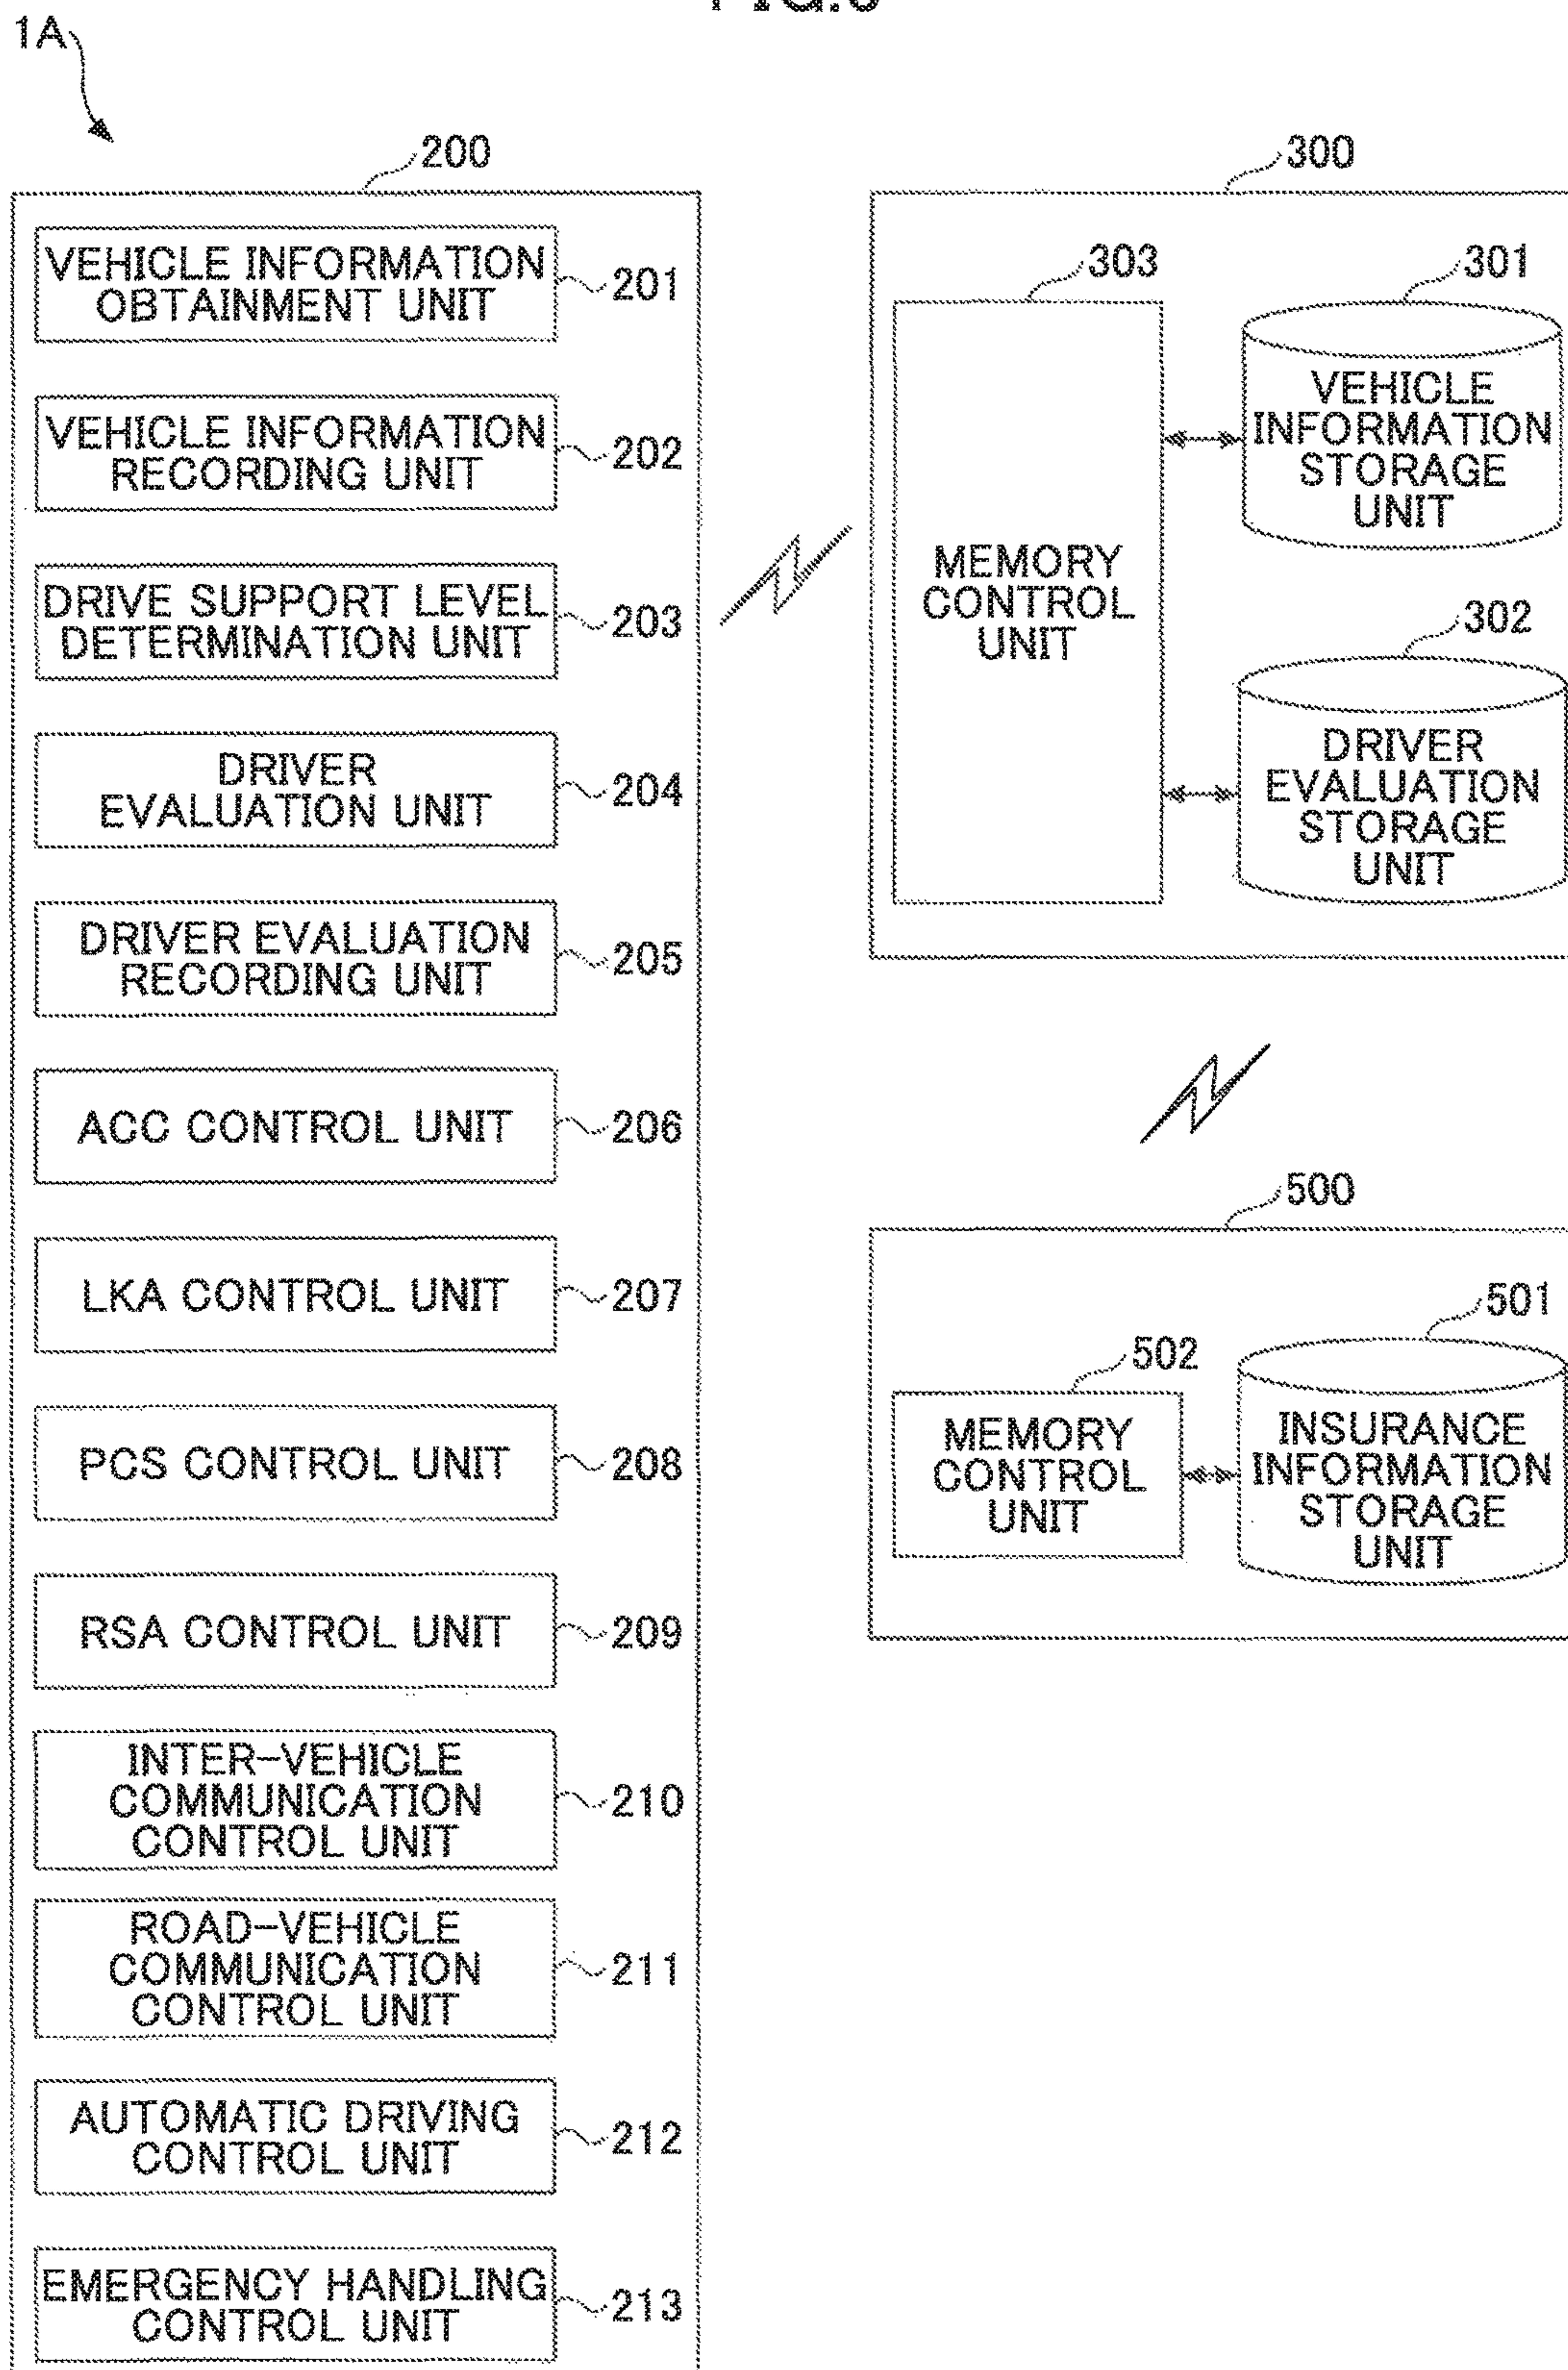 1A
200
VEHICLE INFORMATION
OBTAINMENT UNIT
201
VEHICLE INFORMATION
RECORDING UNIT
202
DRIVE SUPPORT LEVEL
DETERMINATION UNIT
203
DRIVER
EVALUATION UNIT
204
DRIVER EVALUATION
RECORDING UNIT
205
ACC CONTROL UNIT
206
LKA CONTROL UNIT
207
PCS CONTROL UNIT
208
RSA CONTROL UNIT
209
INTER-VEHICLE
COMMUNICATION
CONTROL UNIT
210
ROAD-VEHICLE
COMMUNICATION
CONTROL UNIT
211
AUTOMATIC DRIVING
CONTROL UNIT
212
EMERGENCY HANDLING
CONTROL UNIT
213
300
303
MEMORY
CONTROL
UNIT
301
VEHICLE
INFORMATION
STORAGE
UNIT
302
DRIVER
EVALUATION
STORAGE
UNIT
500
502
MEMORY
CONTROL
UNIT
501
INSURANCE
INFORMATION
STORAGE
UNIT